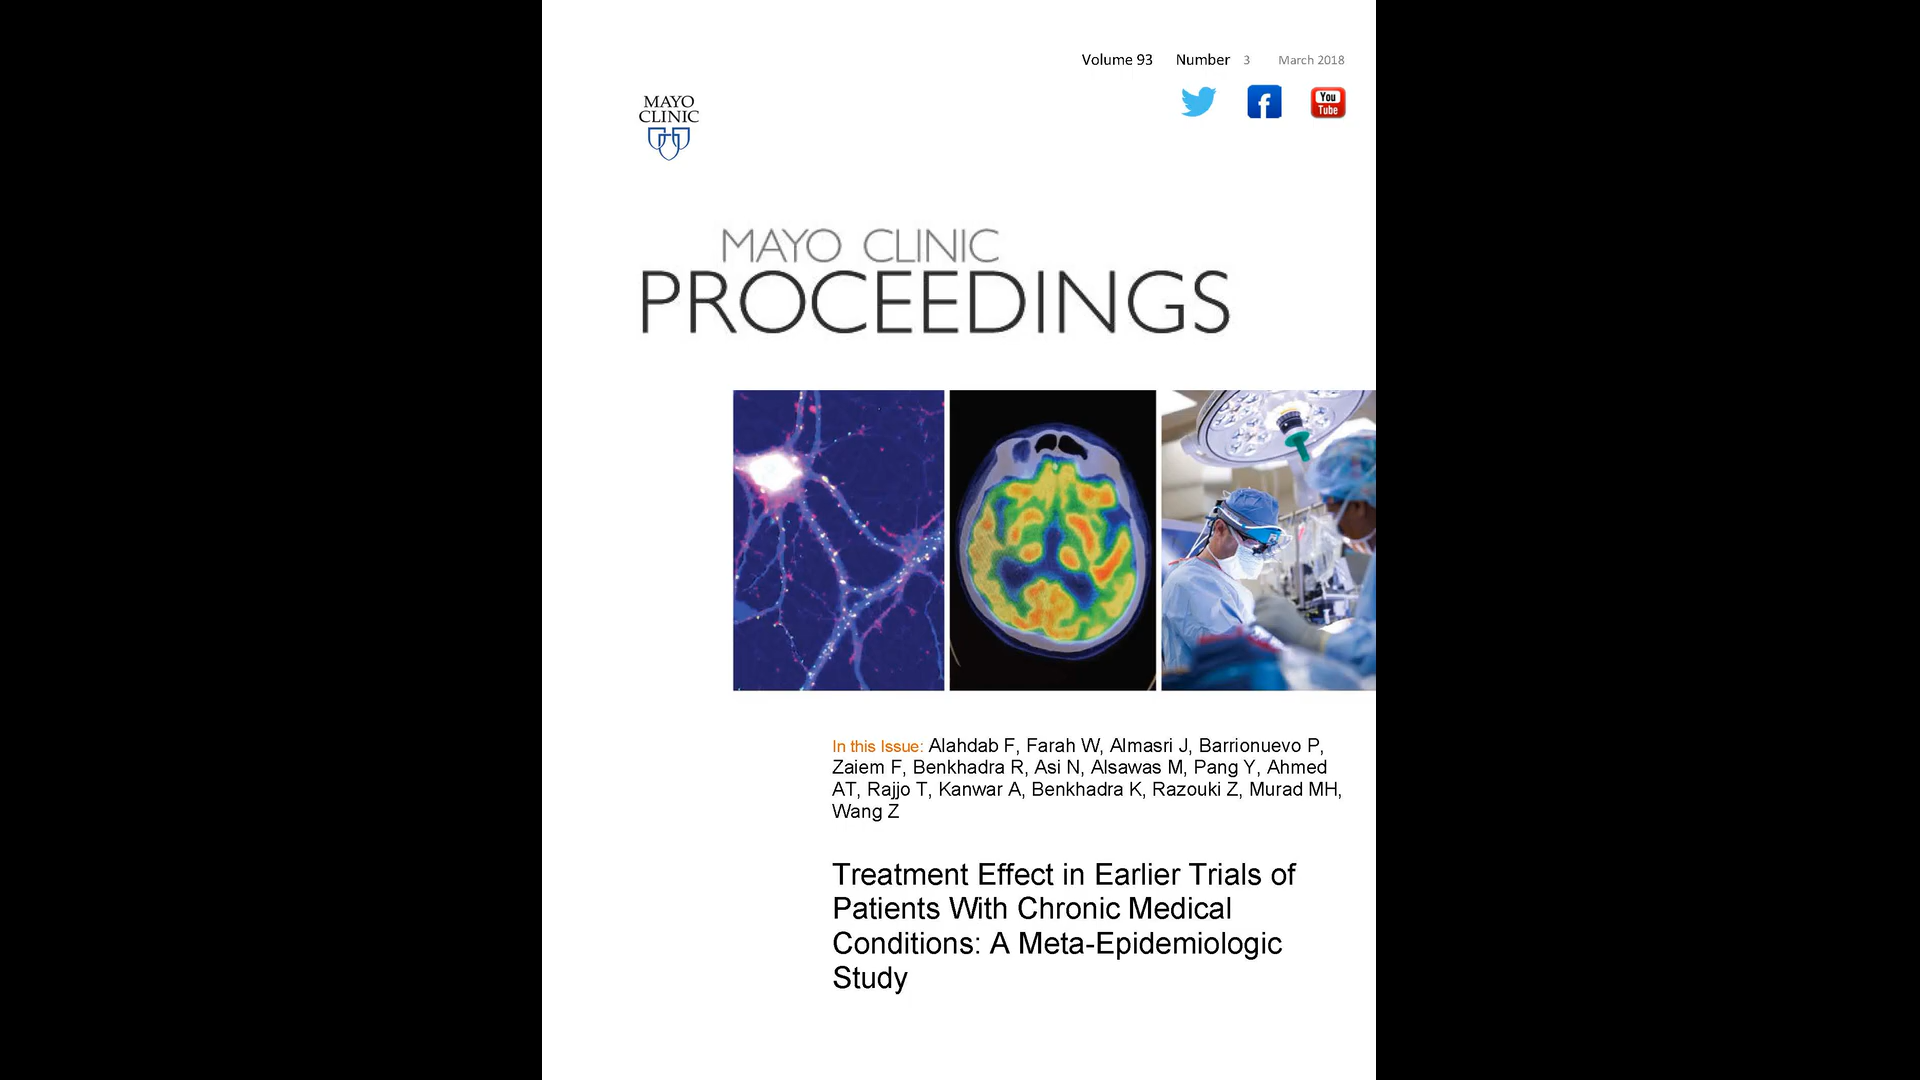 Volume 93 Number 3 March 2018
MAYO
CLINIC
You
Tube
MAYO CLINIC
PROCEEDINGS
In this Issue: Alahdab F, Farah W, Almasri J, Barrionuevo P,
Zaiem F, Benkhadra R, Asi N, Alsawas M, Pang Y, Ahmed
AT, Rajjo T, Kanwar A, Benkhadra K, Razouki Z, Murad MH,
Wang Z
Treatment Effect in Earlier Trials of
Patients With Chronic Medical
Conditions: A Meta-Epidemiologic
Study